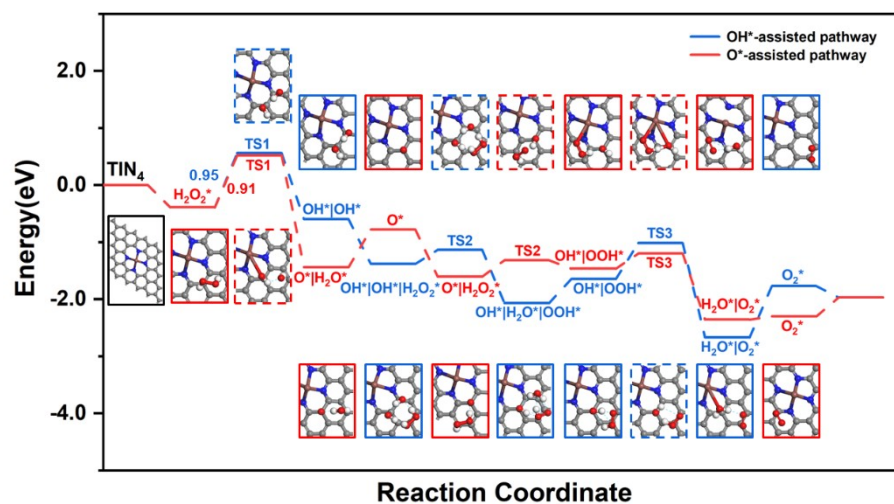 OH*-assisted pathway
O*-assisted pathway
Energy(eV)
2.0
0.0
-2.0
-4.0
TIN₄
H₂O₂*
0.95
0.91
TS1
TS1
OH*|OH*
O*|H₂O*
O*
OH*|OH*|H₂O₂*
TS2
O*|H₂O₂*
OH*|H₂O*|OOH*
TS2
OH*|OOH*
OH*|OOH*
TS3
TS3
H₂O*|O₂*
H₂O*|O₂*
O₂*
O₂*
Reaction Coordinate